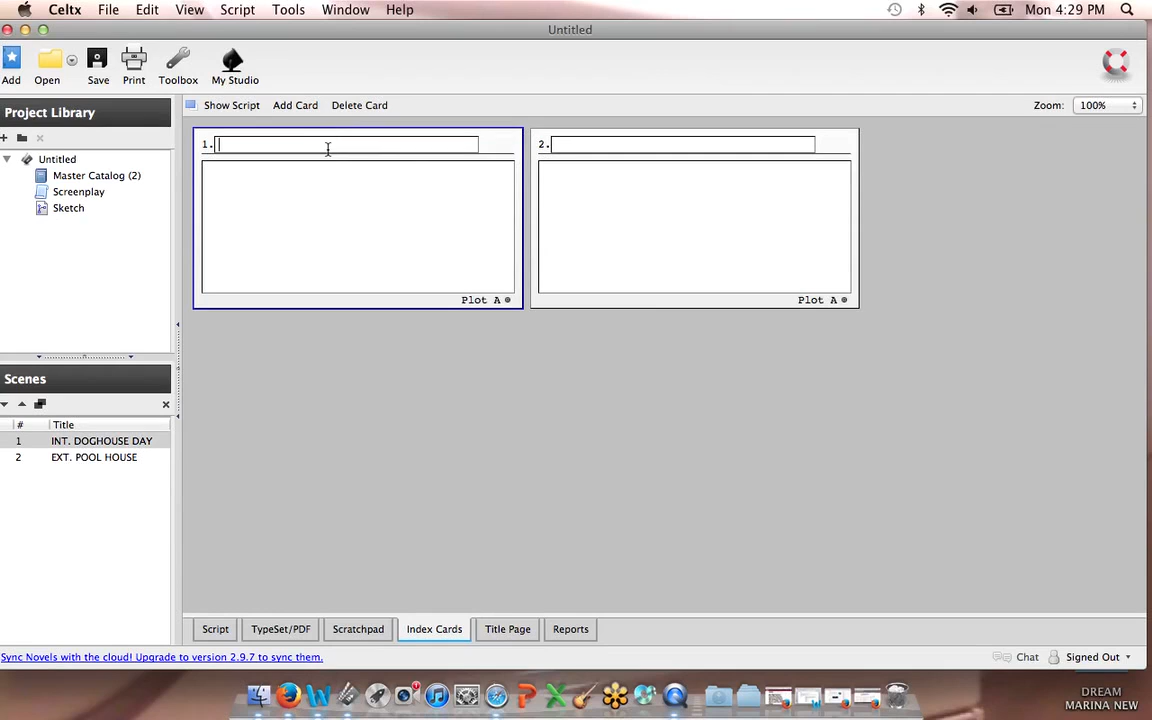 Celtx File Edit View Script Tools Window Help Mon 4:29 PM
Untitled
Add Open Save Print Toolbox My Studio
Project Library
Show Script Add Card Delete Card Zoom: 100%
1. 2.
Untitled
Master Catalog (2)
Screenplay
Sketch
Plot A Plot A
Scenes
# Title
1 INT. DOGHOUSE DAY
2 EXT. POOL HOUSE
Script TypeSet/PDF Scratchpad Index Cards Title Page Reports
Sync Novels with the cloud! Upgrade to version 2.9.7 to sync them. Chat Signed Out
DREAM
MARINA NEW